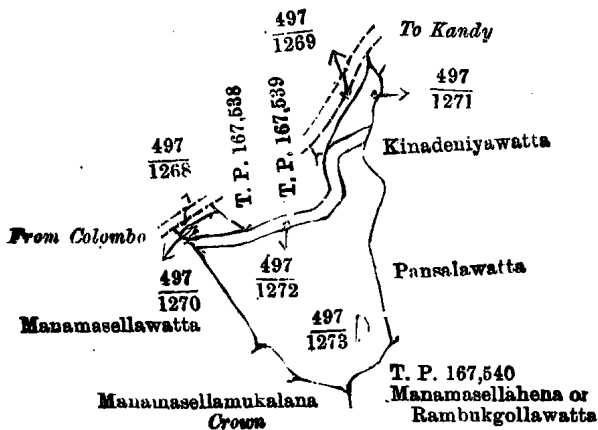 497
1269
To Kandy
497
1271
T. P. 167,538
T. P. 167,539
Kinadeniyawatta
497
1268
From Colombo
497
1270
497
1272
Pansalawatta
Manamasellawatta
497
1273
T. P. 167,540
Manamasellahena or
Rambukgollawatta
Manamasellamukalana
Crown